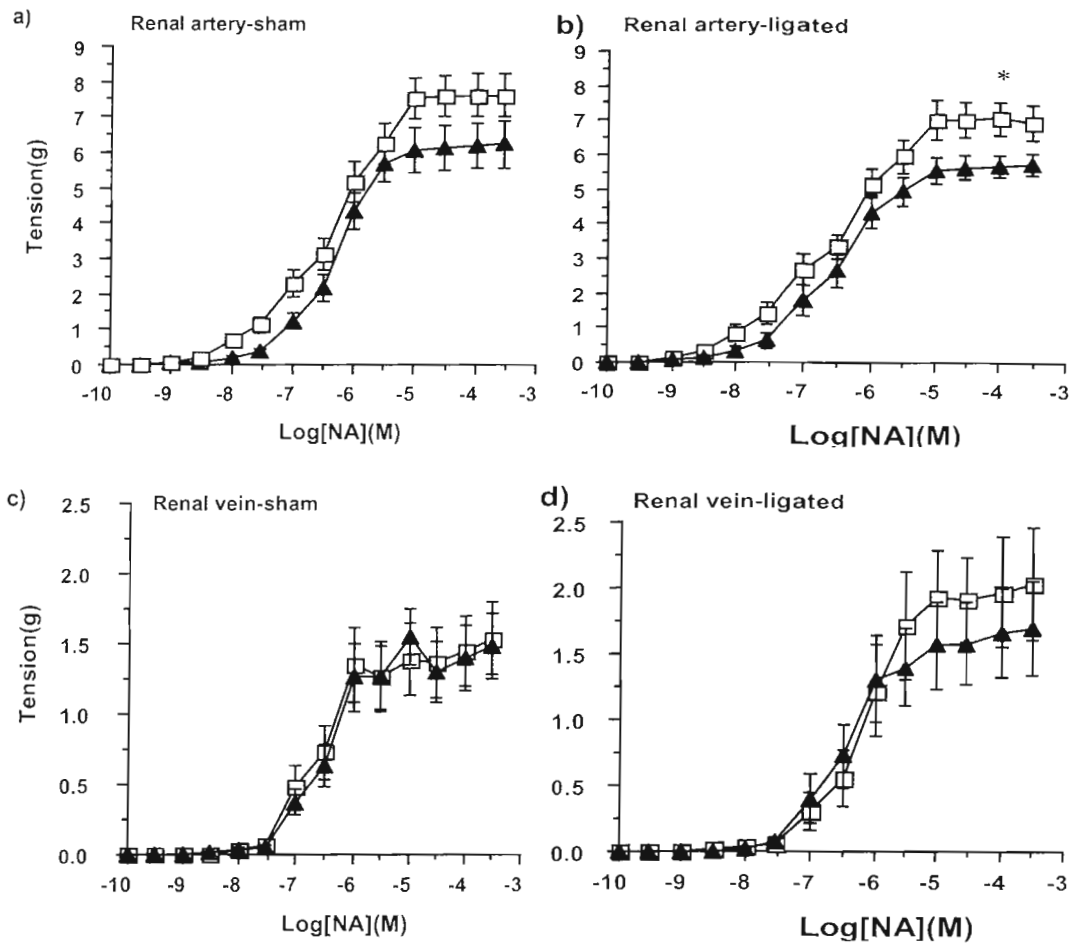 a) Renal artery-sham
9
8
7
6
5
4
3
2
1
0
Tension(g)
-10 -9 -8 -7 -6 -5 -4 -3
Log[NA](M)
b) Renal artery-ligated
*
9
8
7
6
5
4
3
2
1
0
-10 -9 -8 -7 -6 -5 -4 -3
Log[NA](M)
c) Renal vein-sham
2.5
2.0
1.5
1.0
0.5
0.0
Tension(g)
-10 -9 -8 -7 -6 -5 -4 -3
Log[NA](M)
d) Renal vein-ligated
2.5
2.0
1.5
1.0
0.5
0.0
-10 -9 -8 -7 -6 -5 -4 -3
Log[NA](M)